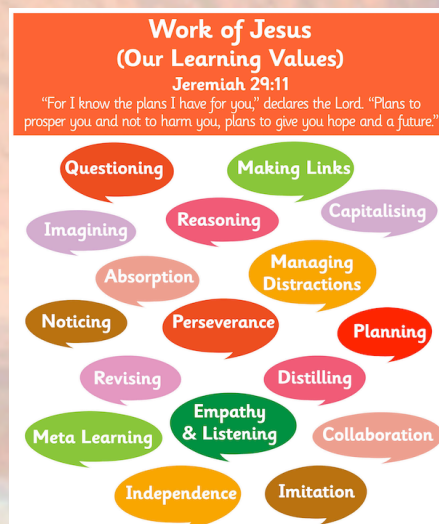 Work of Jesus
(Our Learning Values)
Jeremiah 29:11
“For I know the plans I have for you,” declares the Lord. “Plans to
prosper you and not to harm you, plans to give you hope and a future.”
Questioning
Making Links
Imagining
Reasoning
Capitalising
Absorption
Managing
Distractions
Noticing
Perseverance
Planning
Revising
Distilling
Meta Learning
Empathy
& Listening
Collaboration
Independence
Imitation